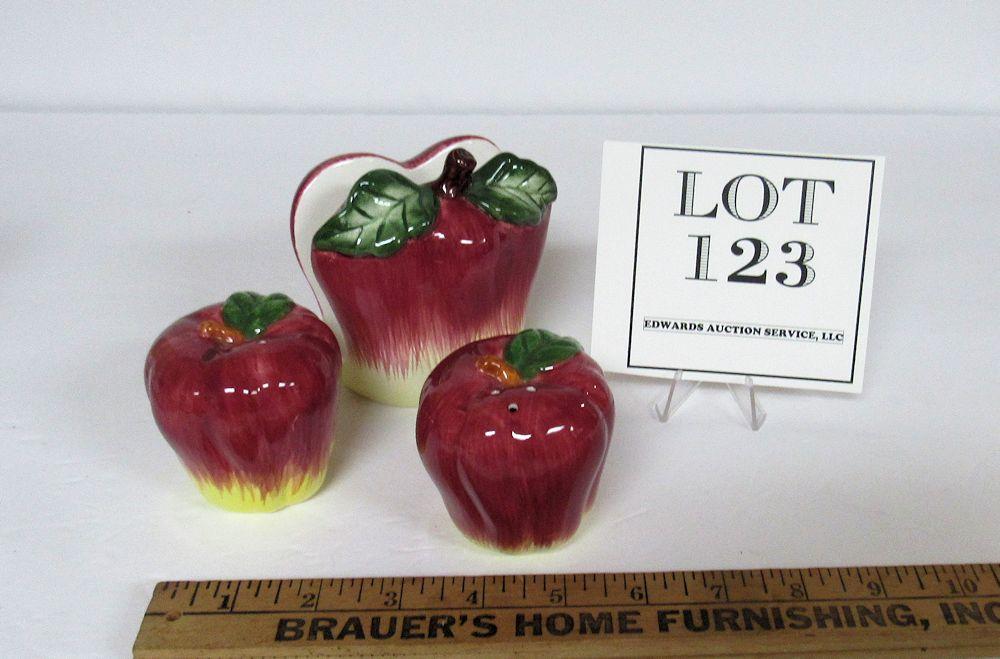 LOT
123
EDWARDS AUCTION SERVICE, LLC
1 2 3 4 5 6 7 8 9 10
BRAUER'S HOME FURNISHING, INC